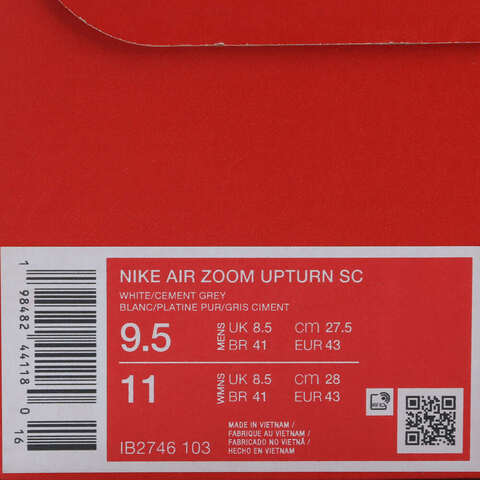 NIKE AIR ZOOM UPTURN SC
WHITE/CEMENT GREY
BLANC/PLATINE PUR/GRIS CIMENT
9.5 MENS UK 8.5 cm 27.5
BR 41 EUR 43
11 WMNS UK 8.5 cm 28
BR 41 EUR 43
IB2746 103
MADE IN VIETNAM /
FABRIQUE AU VIETNAM /
FABRICADO NO VIETNÃ /
HECHO EN VIETNAM
1 98482 44118 0 16